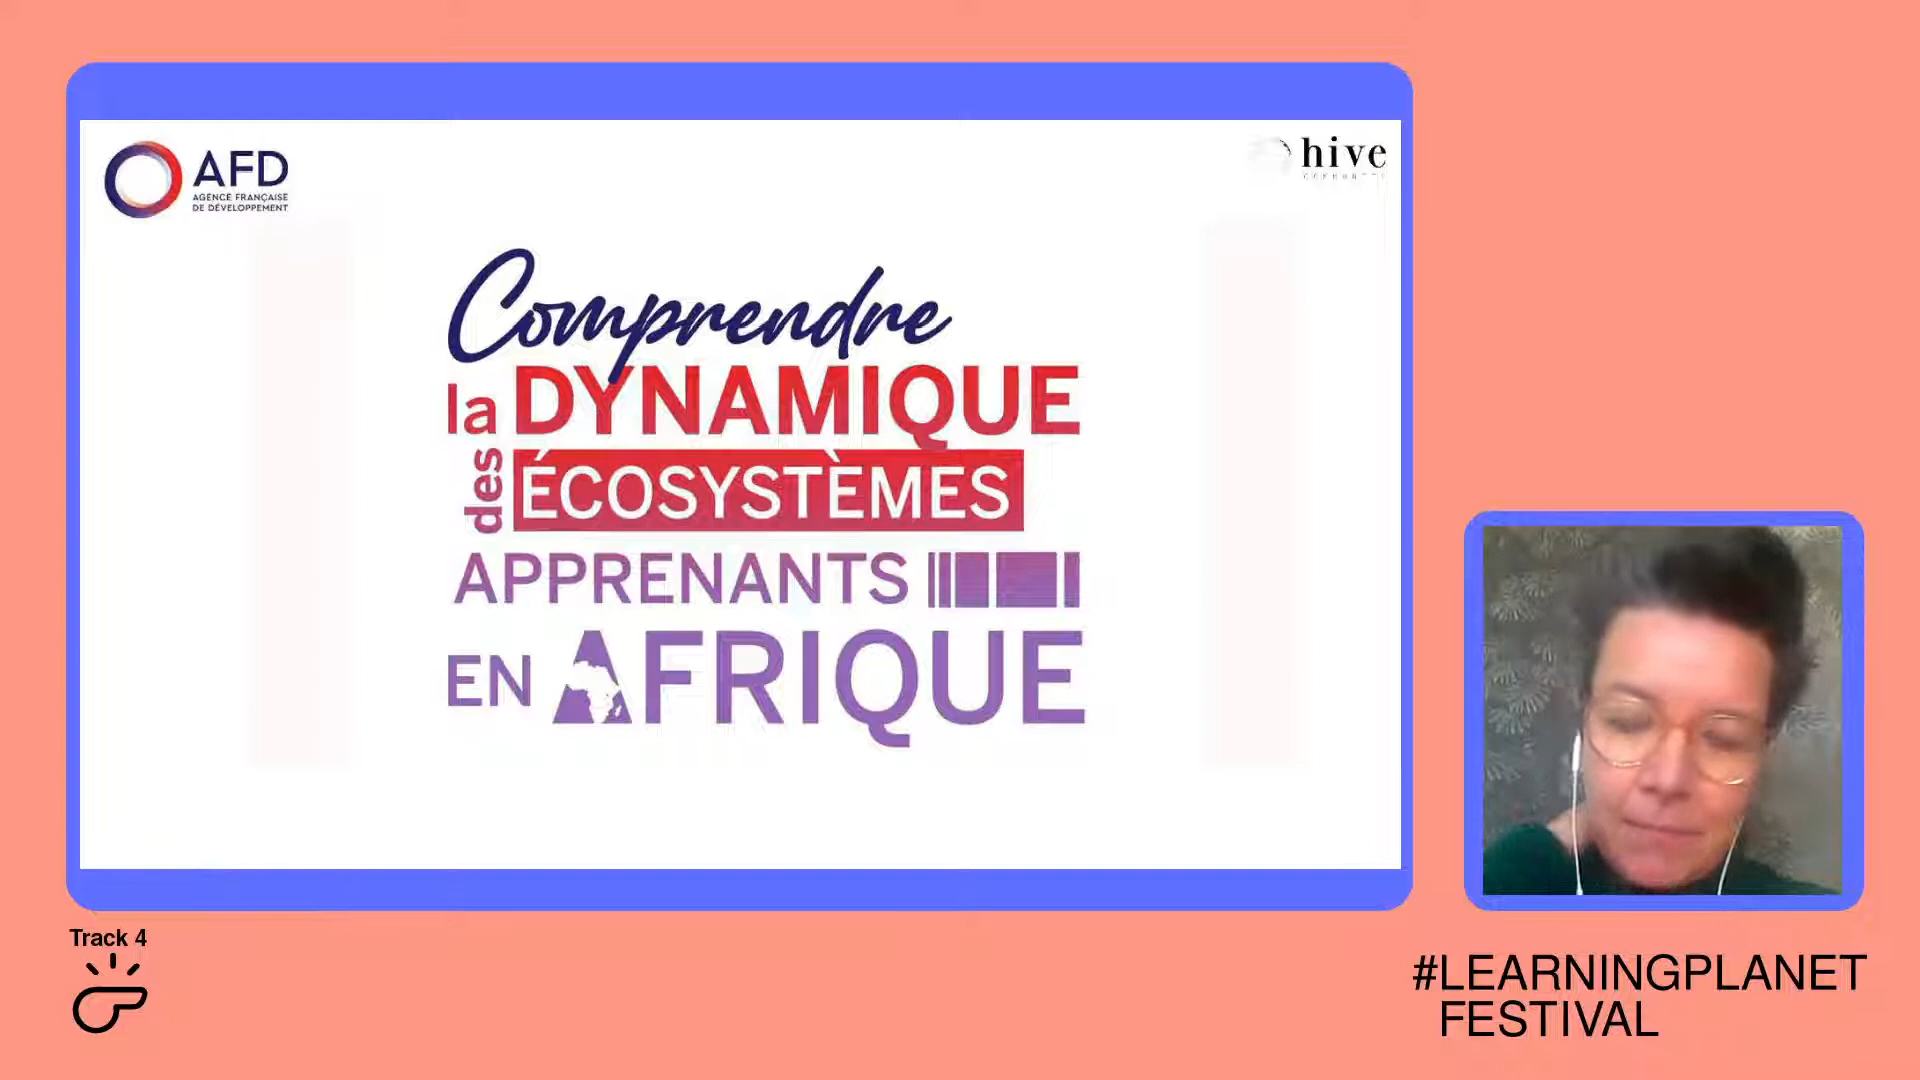 AFD
AGENCE FRANÇAISE
DE DÉVELOPPEMENT
hive
Comprendre
la DYNAMIQUE
des ÉCOSYSTÈMES
APPRENANTS
EN AFRIQUE
Track 4
#LEARNINGPLANET
FESTIVAL